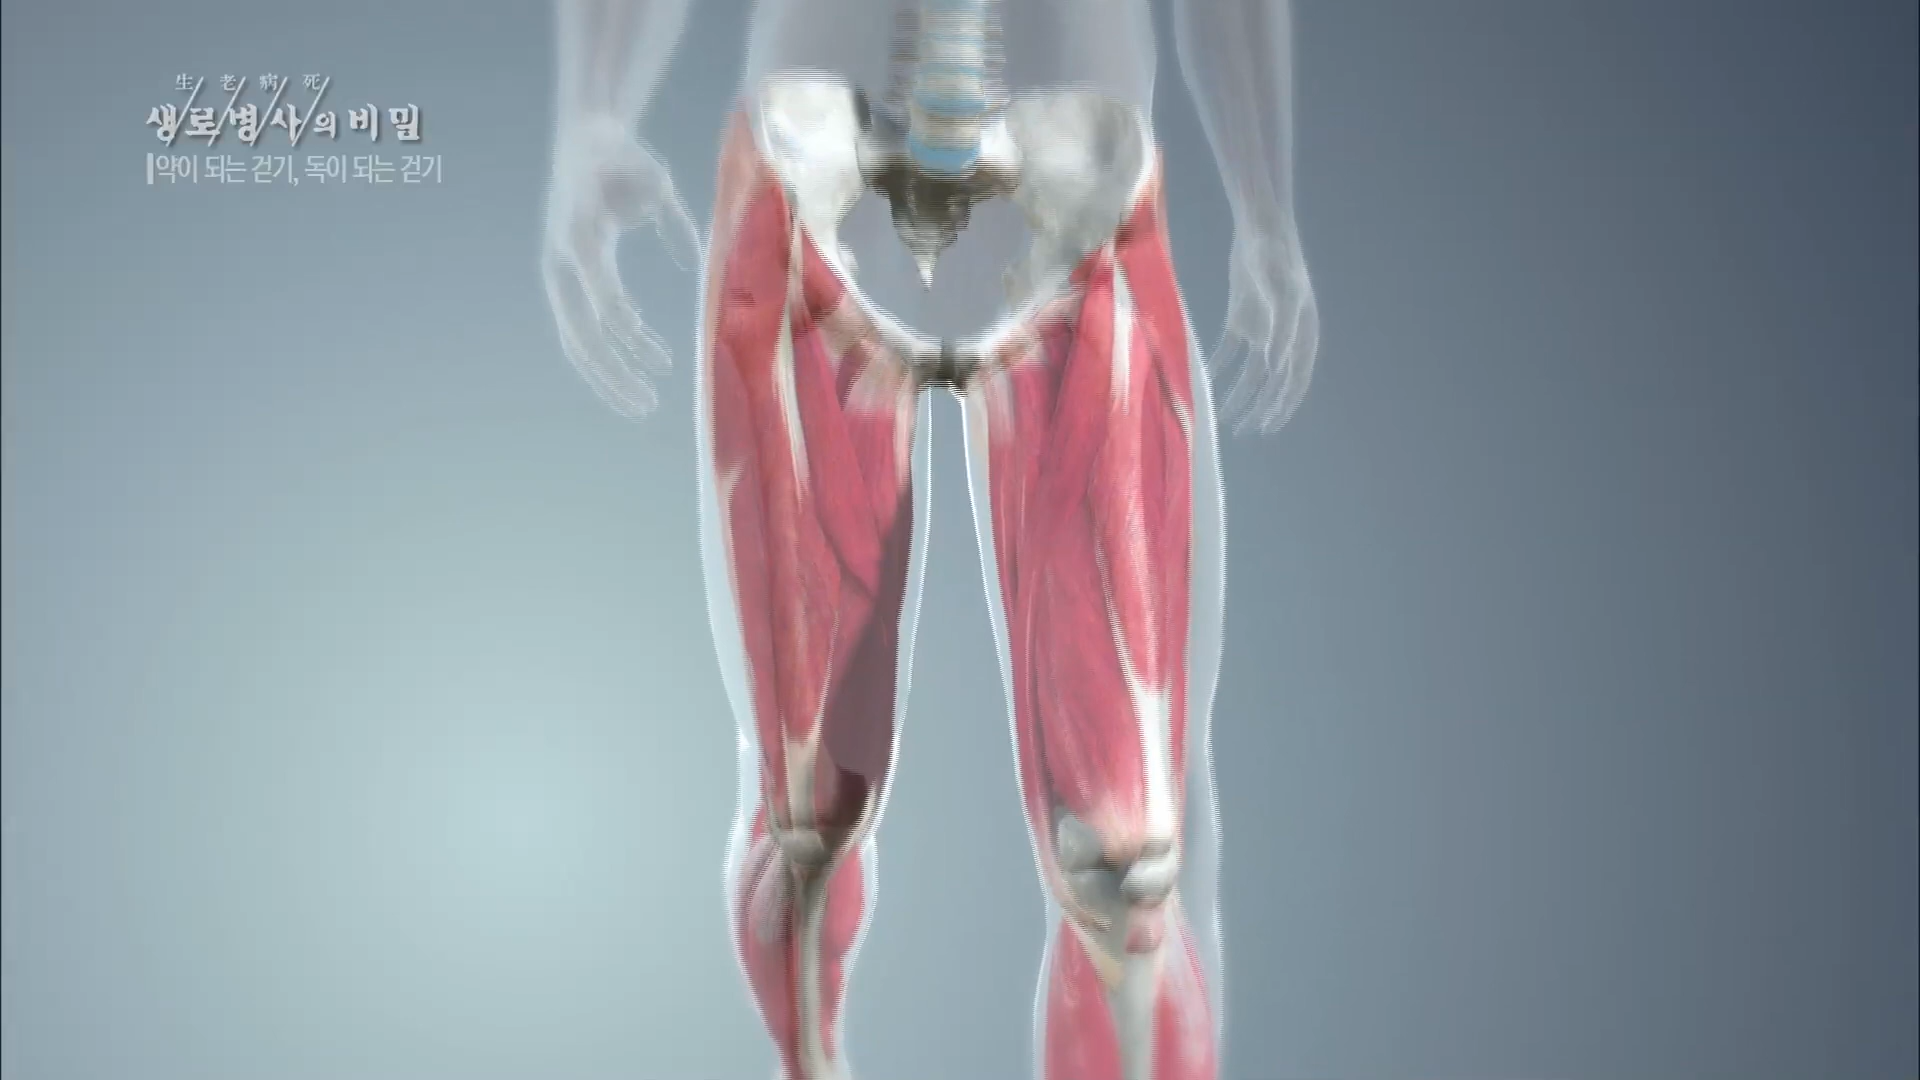 生老病死
생로병사의 비밀
약이 되는 걷기, 독이 되는 걷기